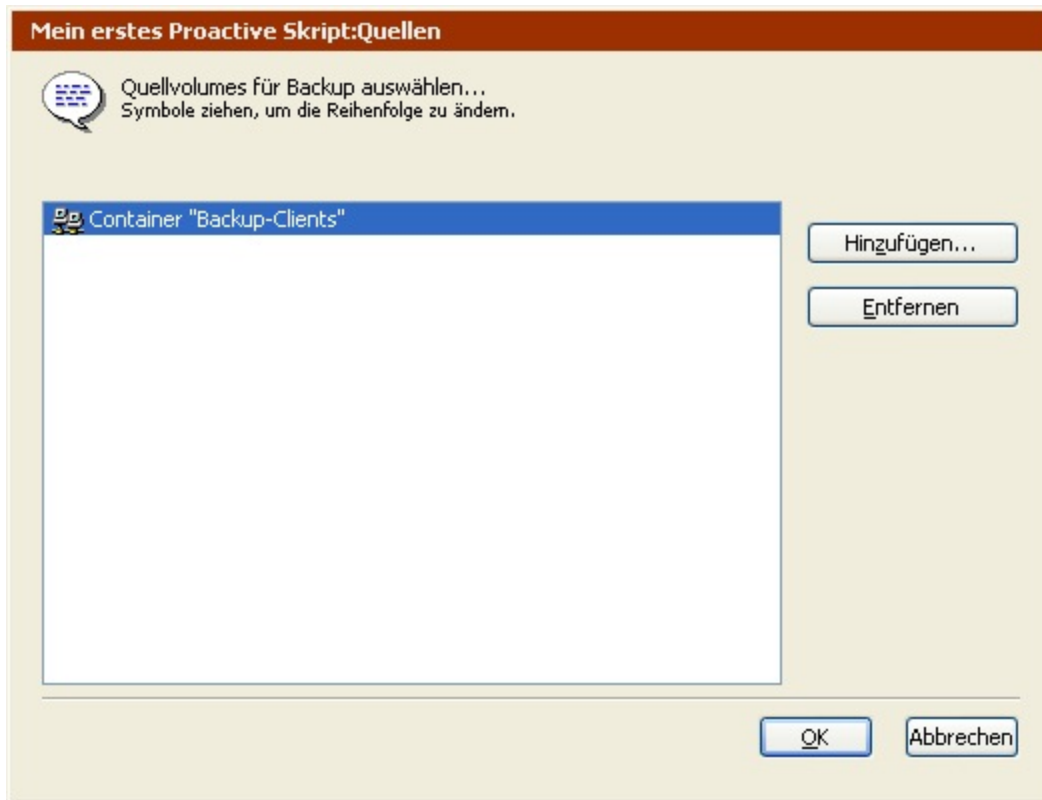 Mein erstes Proactive Skript:Quellen
Quellvolumes für Backup auswählen...
Symbole ziehen, um die Reihenfolge zu ändern.
Container "Backup-Clients"
Hinzufügen...
Entfernen
OK
Abbrechen